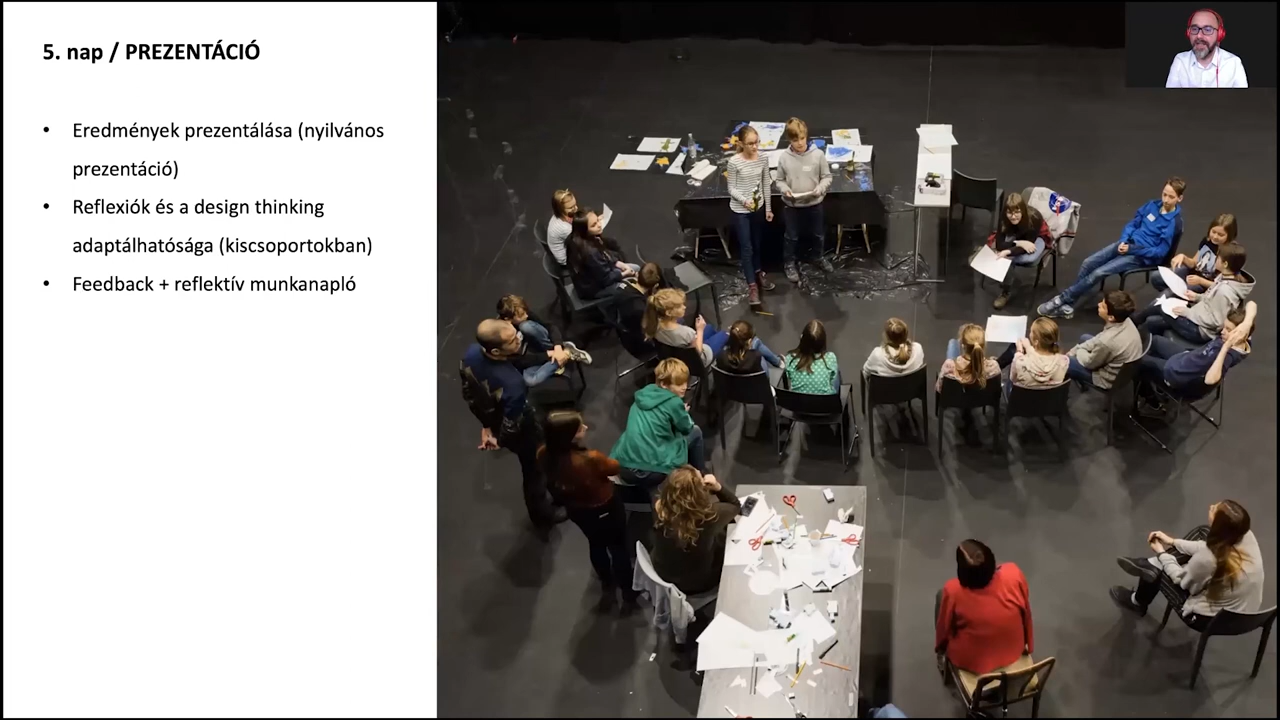 5. nap / PREZENTÁCIÓ
• Eredmények prezentálása (nyilvános
prezentáció)
• Reflexiók és a design thinking
adaptálhatósága (kiscsoportokban)
• Feedback + reflektív munkanapló